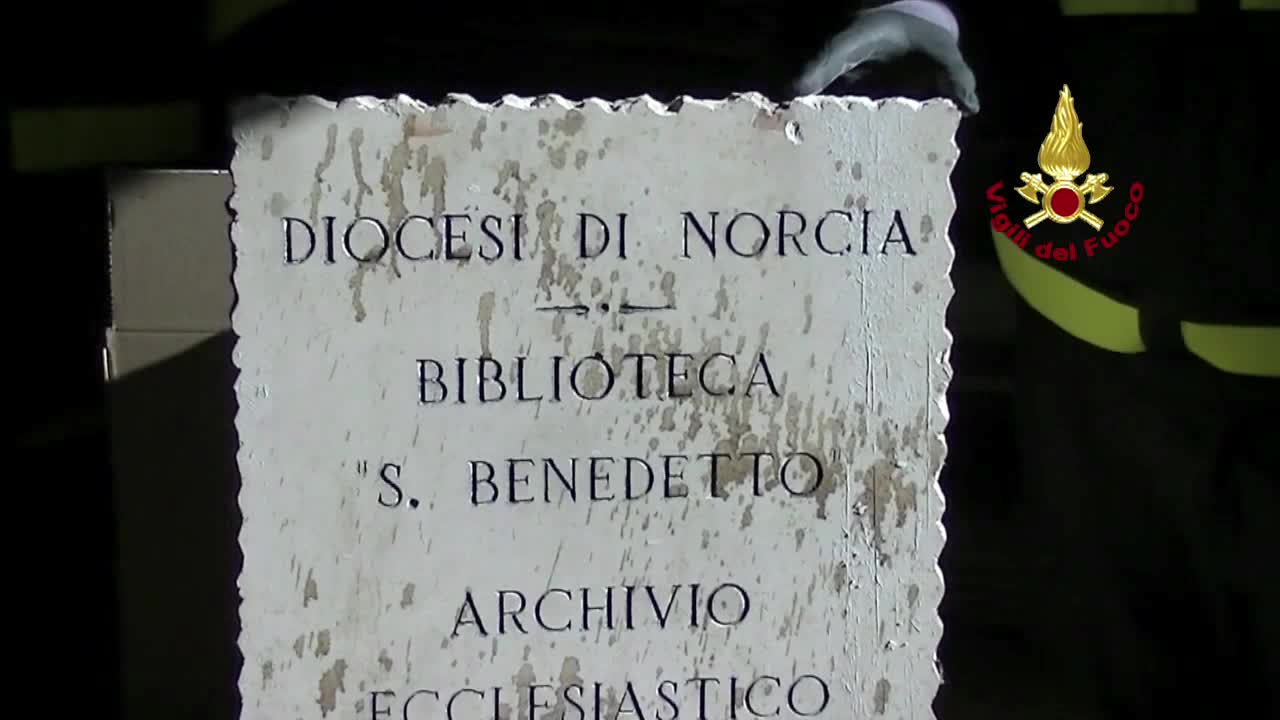 DIOCESI DI NORCIA
BIBLIOTECA
"S. BENEDETTO"
ARCHIVIO
ECCLESIASTICO
Vigili del Fuoco